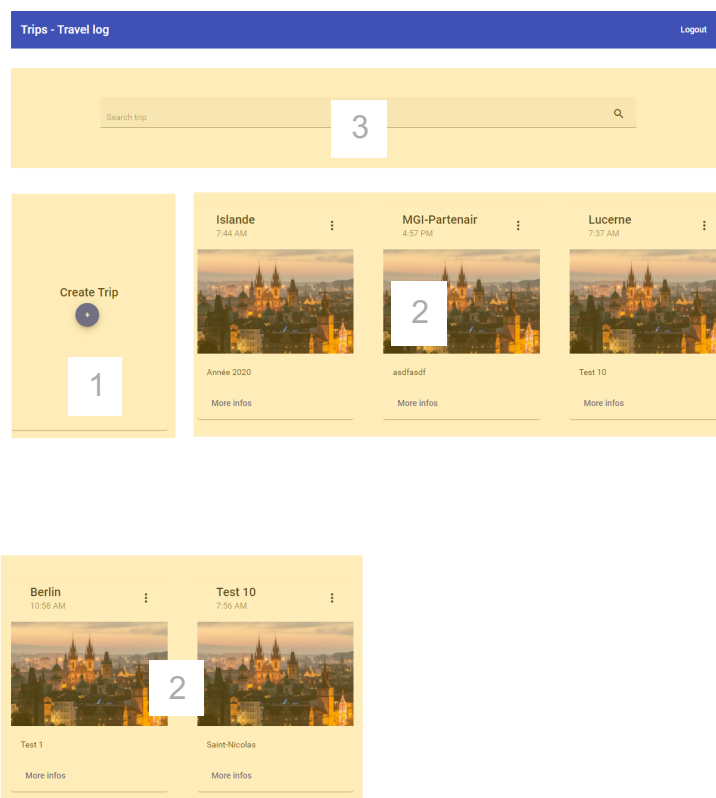 Trips - Travel log
Logout
Search trip
3
Create Trip
+
1
Islande
7:44 AM
Année 2020
More infos
MGI-Partenair
4:57 PM
2
asdfasdf
More infos
Lucerne
7:37 AM
Test 10
More infos
Berlin
10:58 AM
Test 1
More infos
2
Test 10
7:56 AM
Saint-Nicolas
More infos